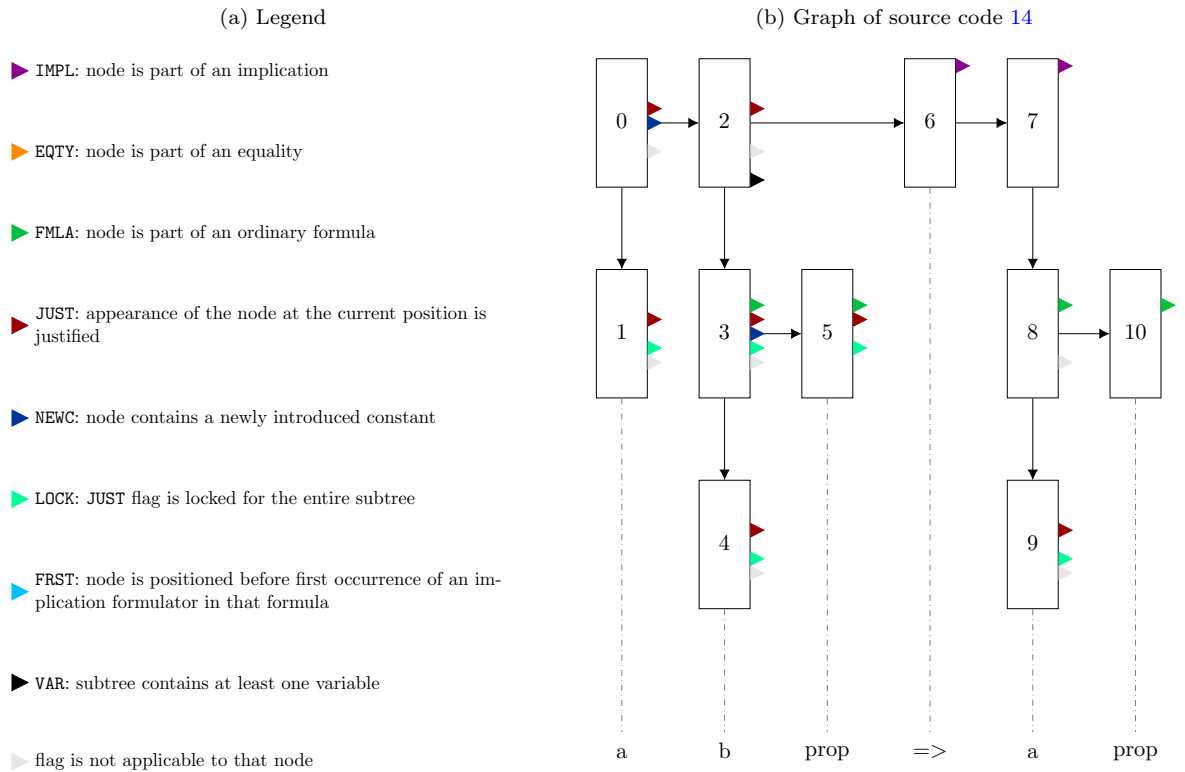 (a) Legend
IMPL: node is part of an implication
EQTY: node is part of an equality
FMLA: node is part of an ordinary formula
JUST: appearance of the node at the current position is
justified
NEWC: node contains a newly introduced constant
LOCK: JUST flag is locked for the entire subtree
FRST: node is positioned before first occurrence of an im-
plication formulator in that formula
VAR: subtree contains at least one variable
flag is not applicable to that node
(b) Graph of source code 14
0 2 6 7
1 3 5 8 10
4 9
a b prop => a prop